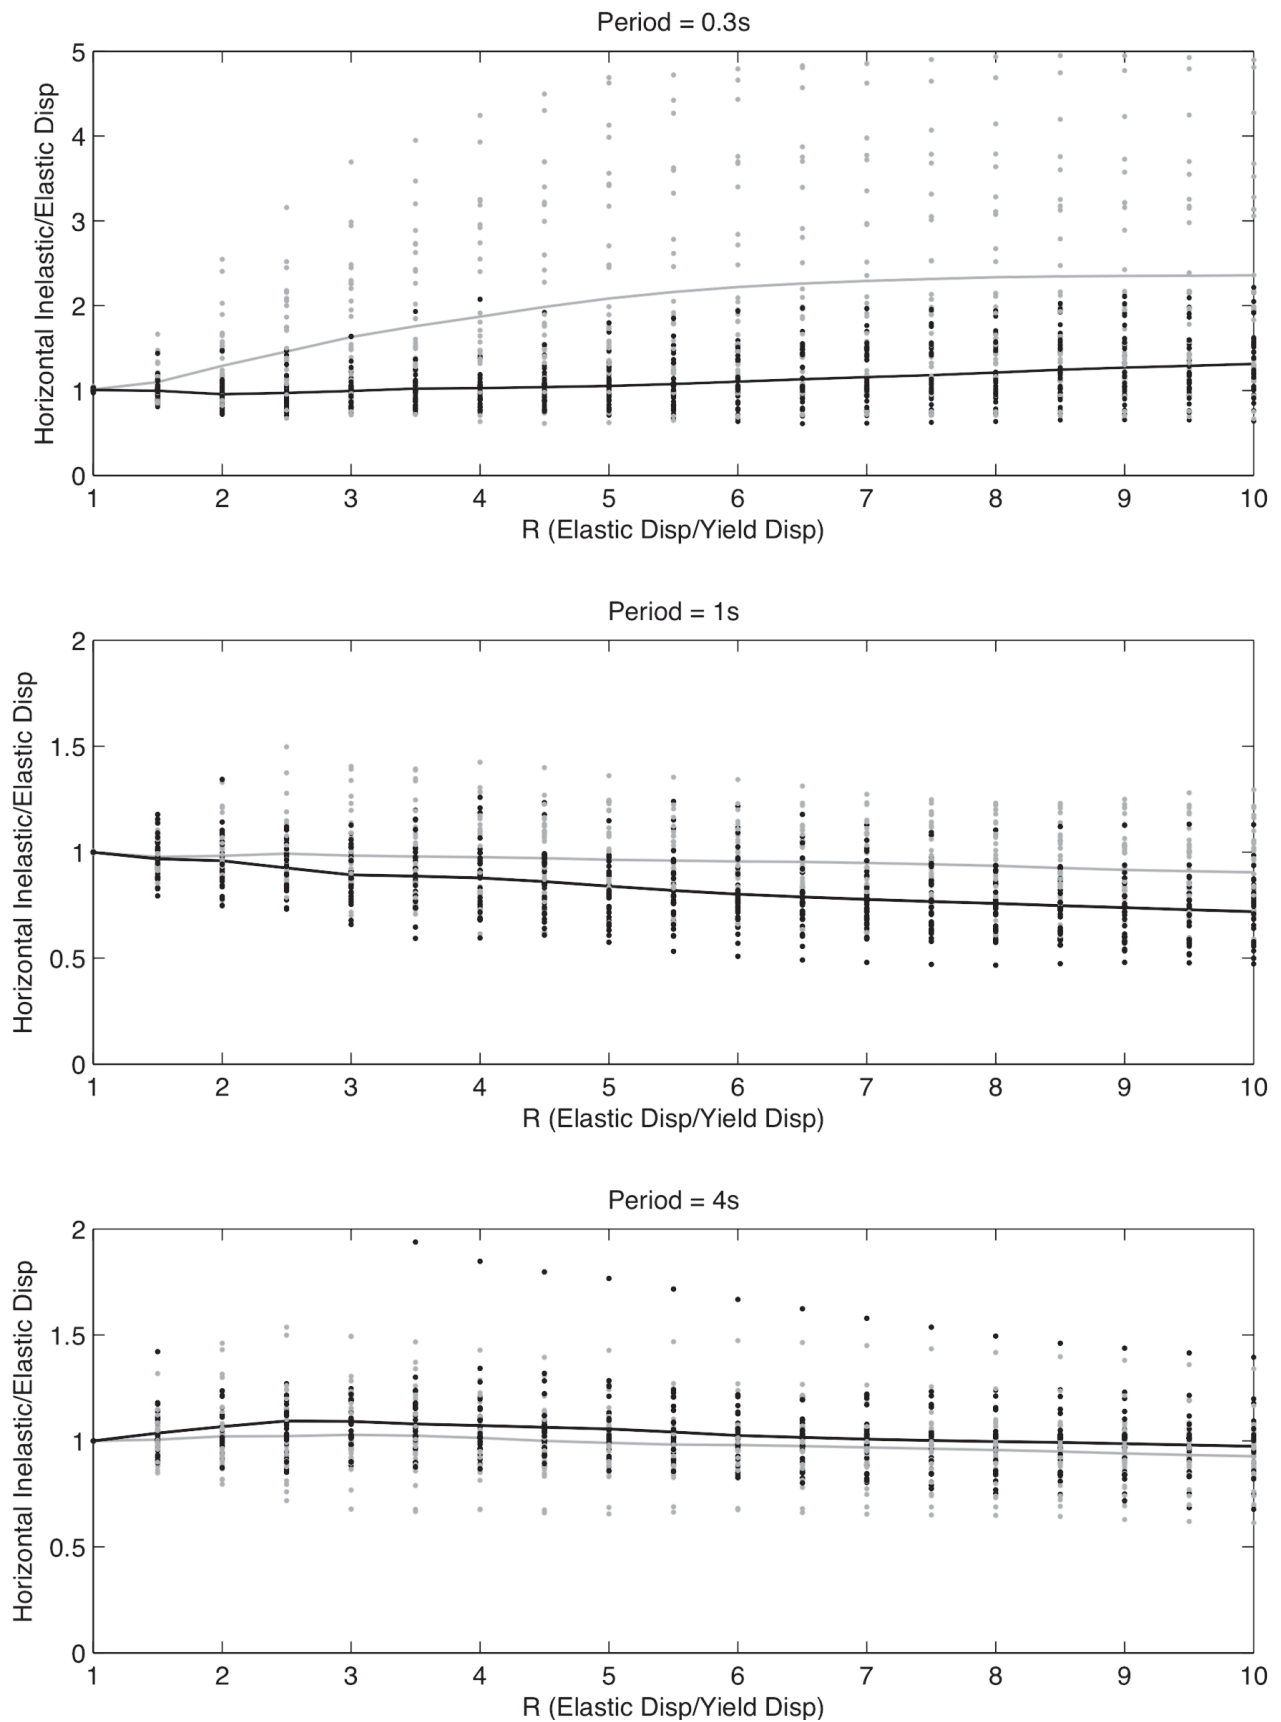 Period = 0.3s
5
4
3
2
1
0
Horizontal Inelastic/Elastic Disp
1 2 3 4 5 6 7 8 9 10
R (Elastic Disp/Yield Disp)
Period = 1s
2
1.5
1
0.5
0
Horizontal Inelastic/Elastic Disp
1 2 3 4 5 6 7 8 9 10
R (Elastic Disp/Yield Disp)
Period = 4s
2
1.5
1
0.5
0
Horizontal Inelastic/Elastic Disp
1 2 3 4 5 6 7 8 9 10
R (Elastic Disp/Yield Disp)